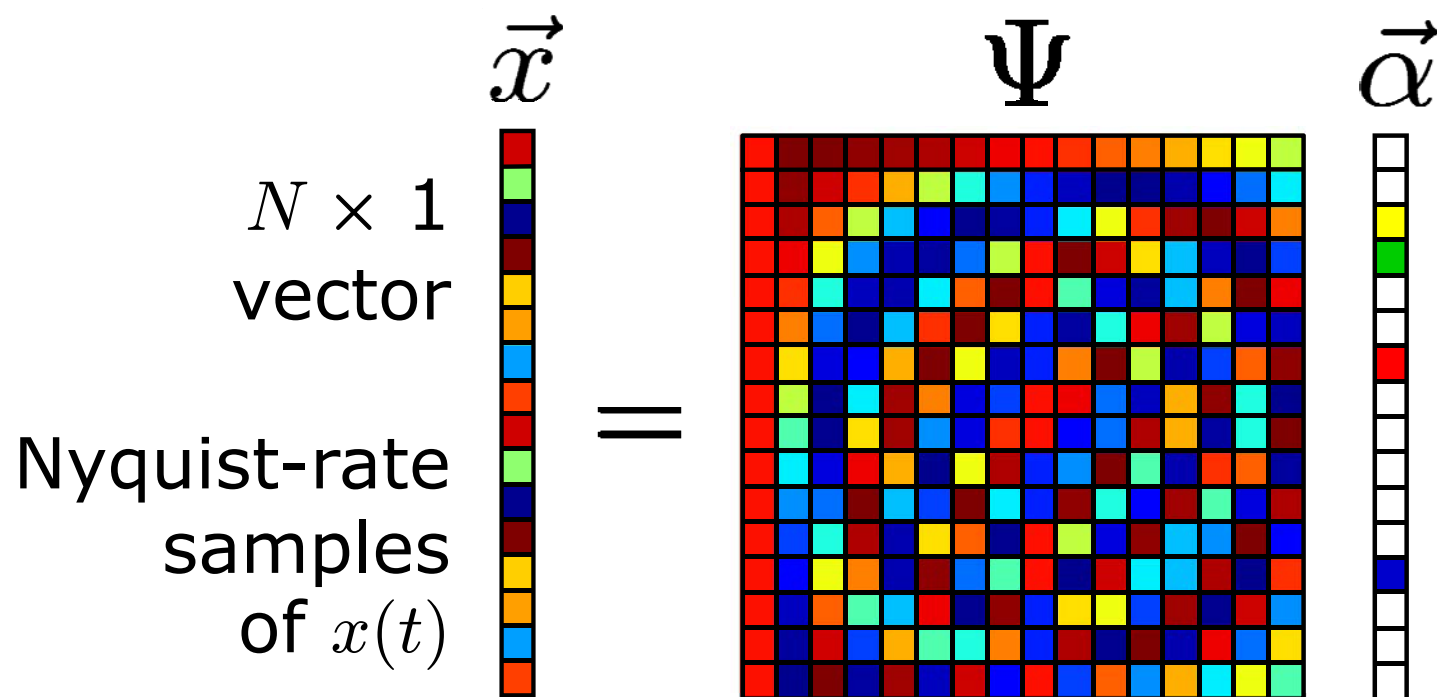 x⃗ = Ψ α⃗
N × 1
vector
Nyquist-rate
samples
of x(t)